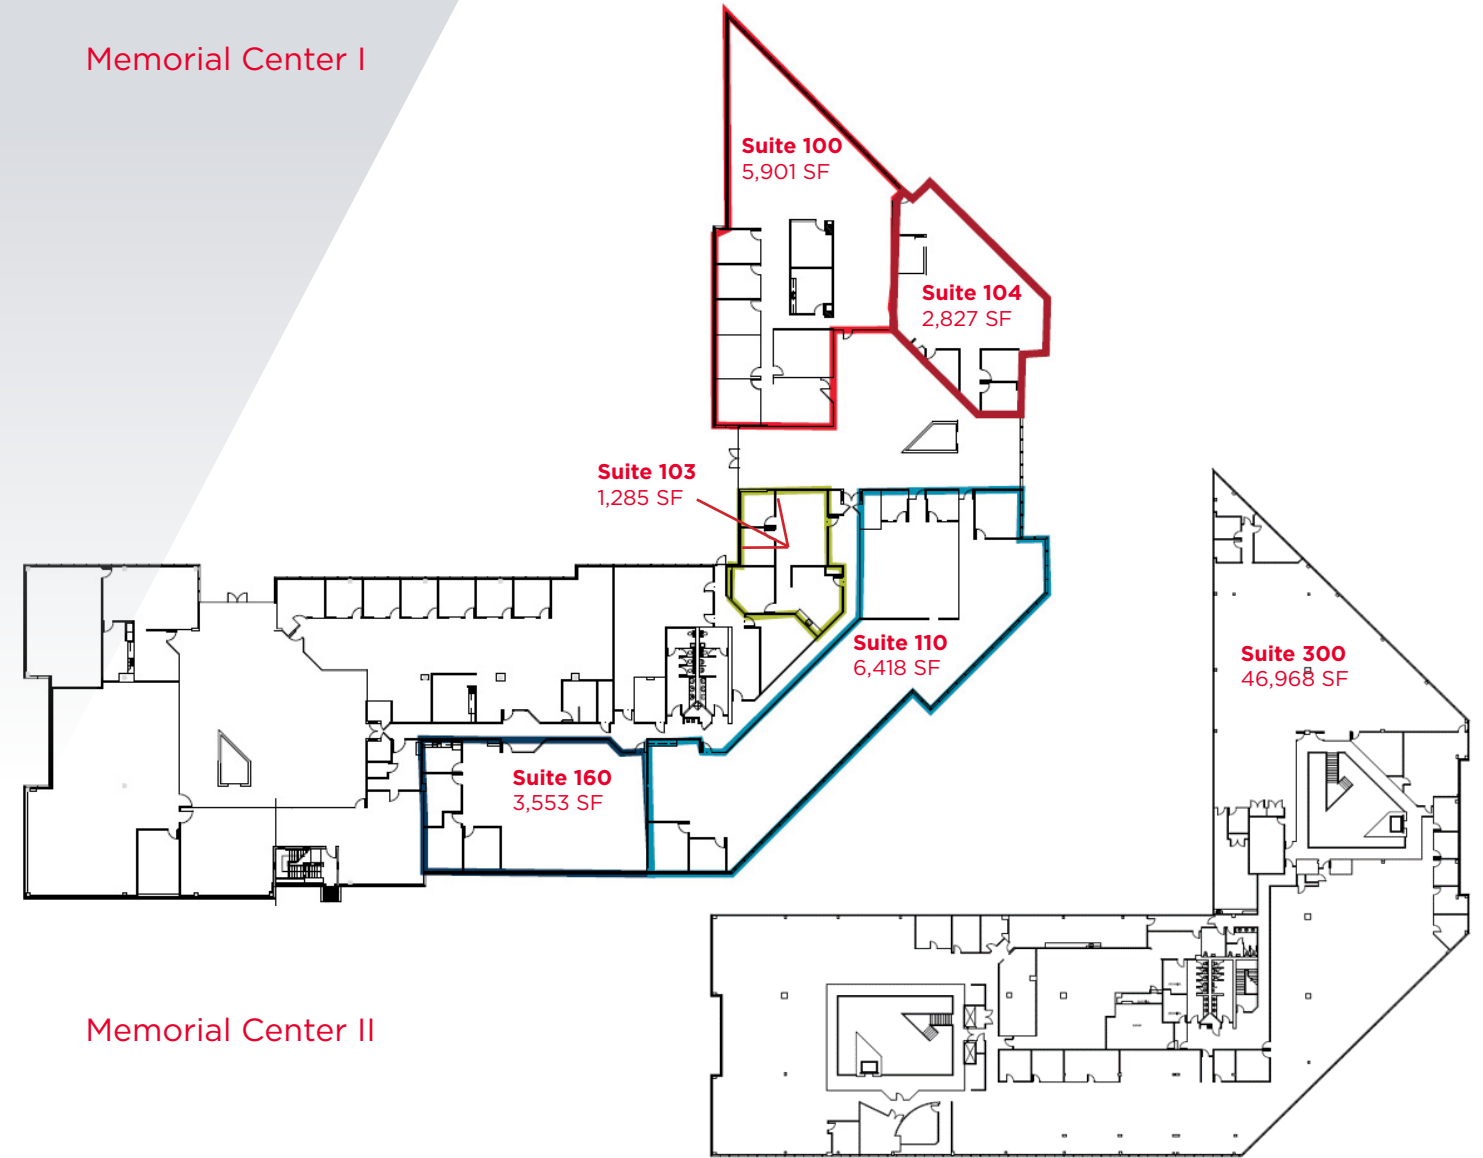 Memorial Center I
Suite 100
5,901 SF
Suite 104
2,827 SF
Suite 103
1,285 SF
Suite 110
6,418 SF
Suite 300
46,968 SF
Suite 160
3,553 SF
Memorial Center II